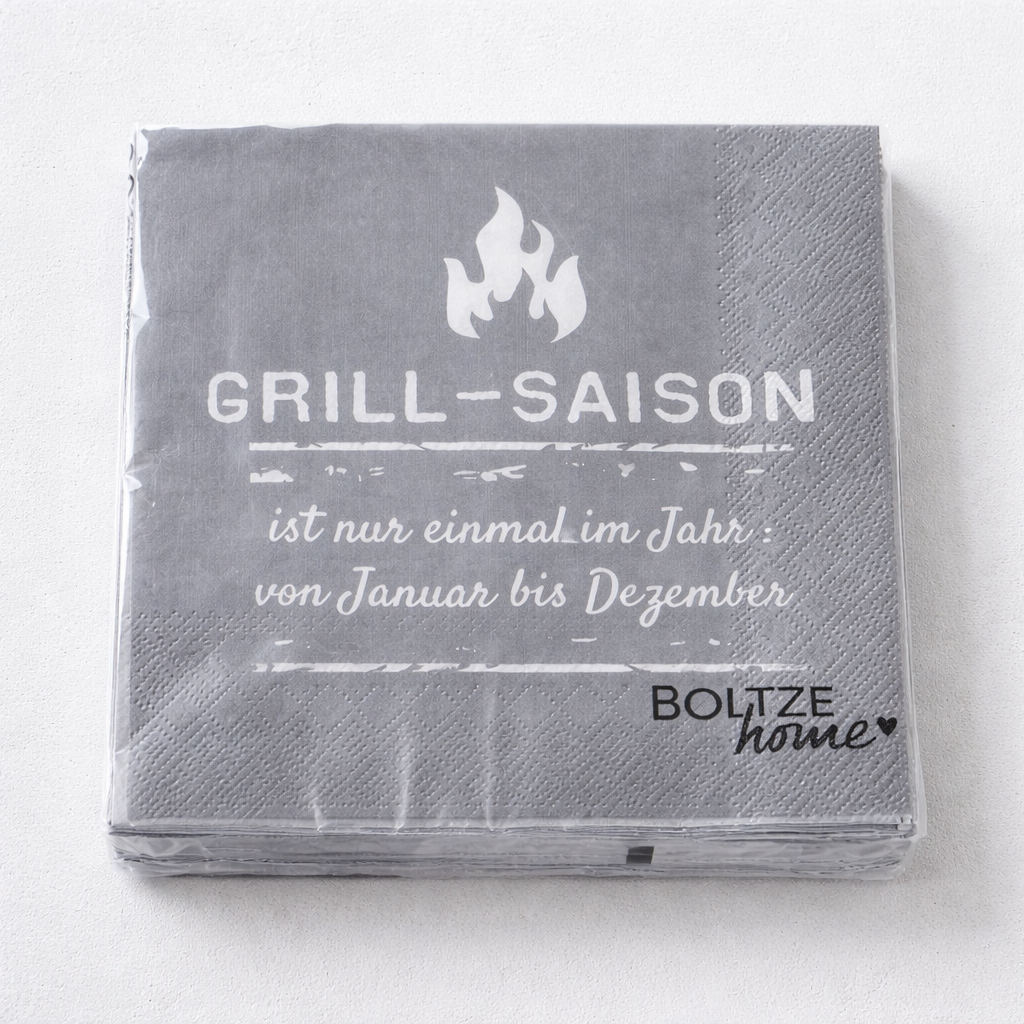 GRILL-SAISON
ist nur einmal im Jahr :
von Januar bis Dezember
BOLTZE
home